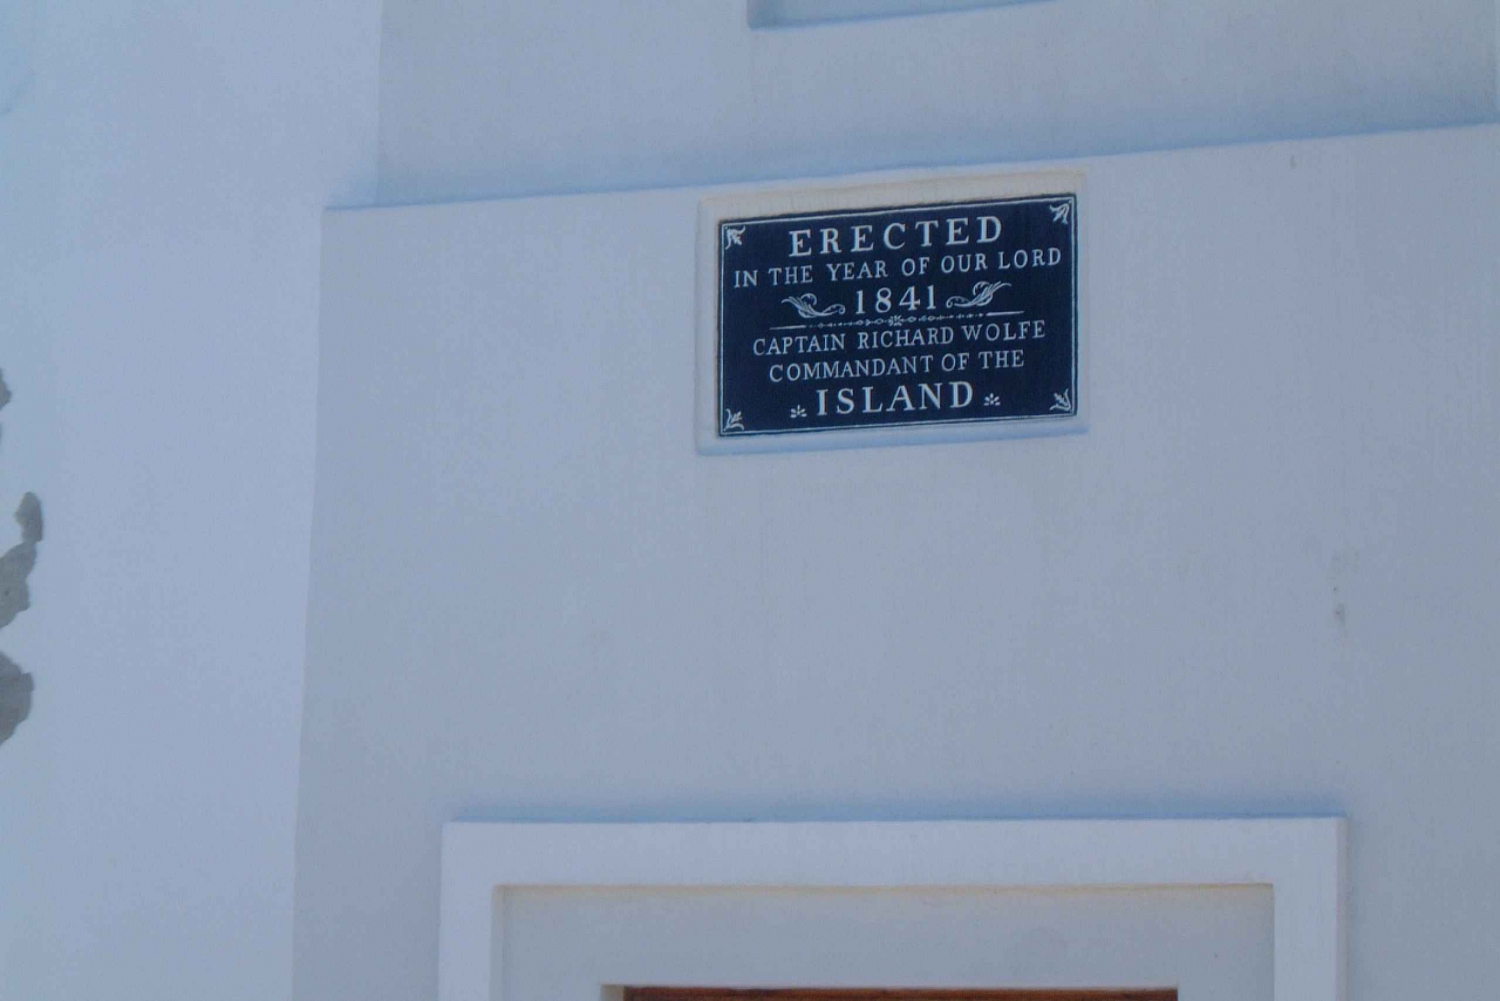 ERECTED
IN THE YEAR OF OUR LORD
1841
CAPTAIN RICHARD WOLFE
COMMANDANT OF THE
ISLAND